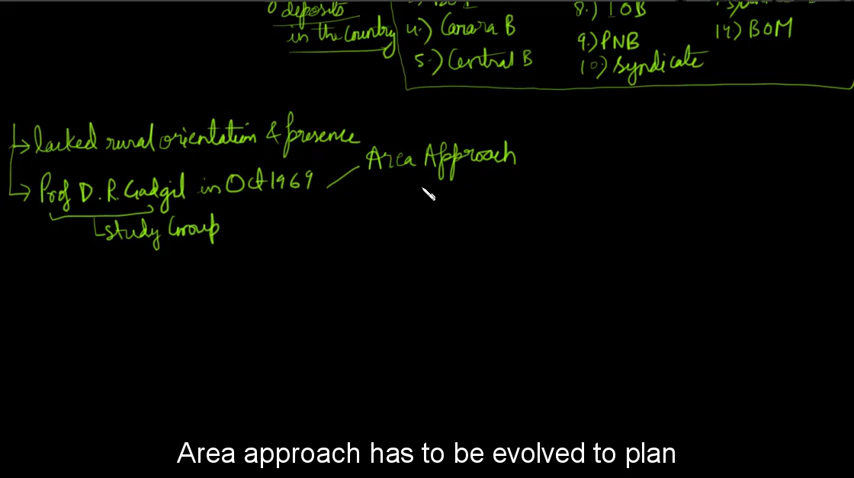 deposits
in the Country
4.) Canara B
5.) Central B
8.) IOB
9.) PNB
10) Syndicate
14) BOM
lacked rural orientation & presence
Prof D. R. Gadgil in Oct 1969
Area Approach
study Group
Area approach has to be evolved to plan